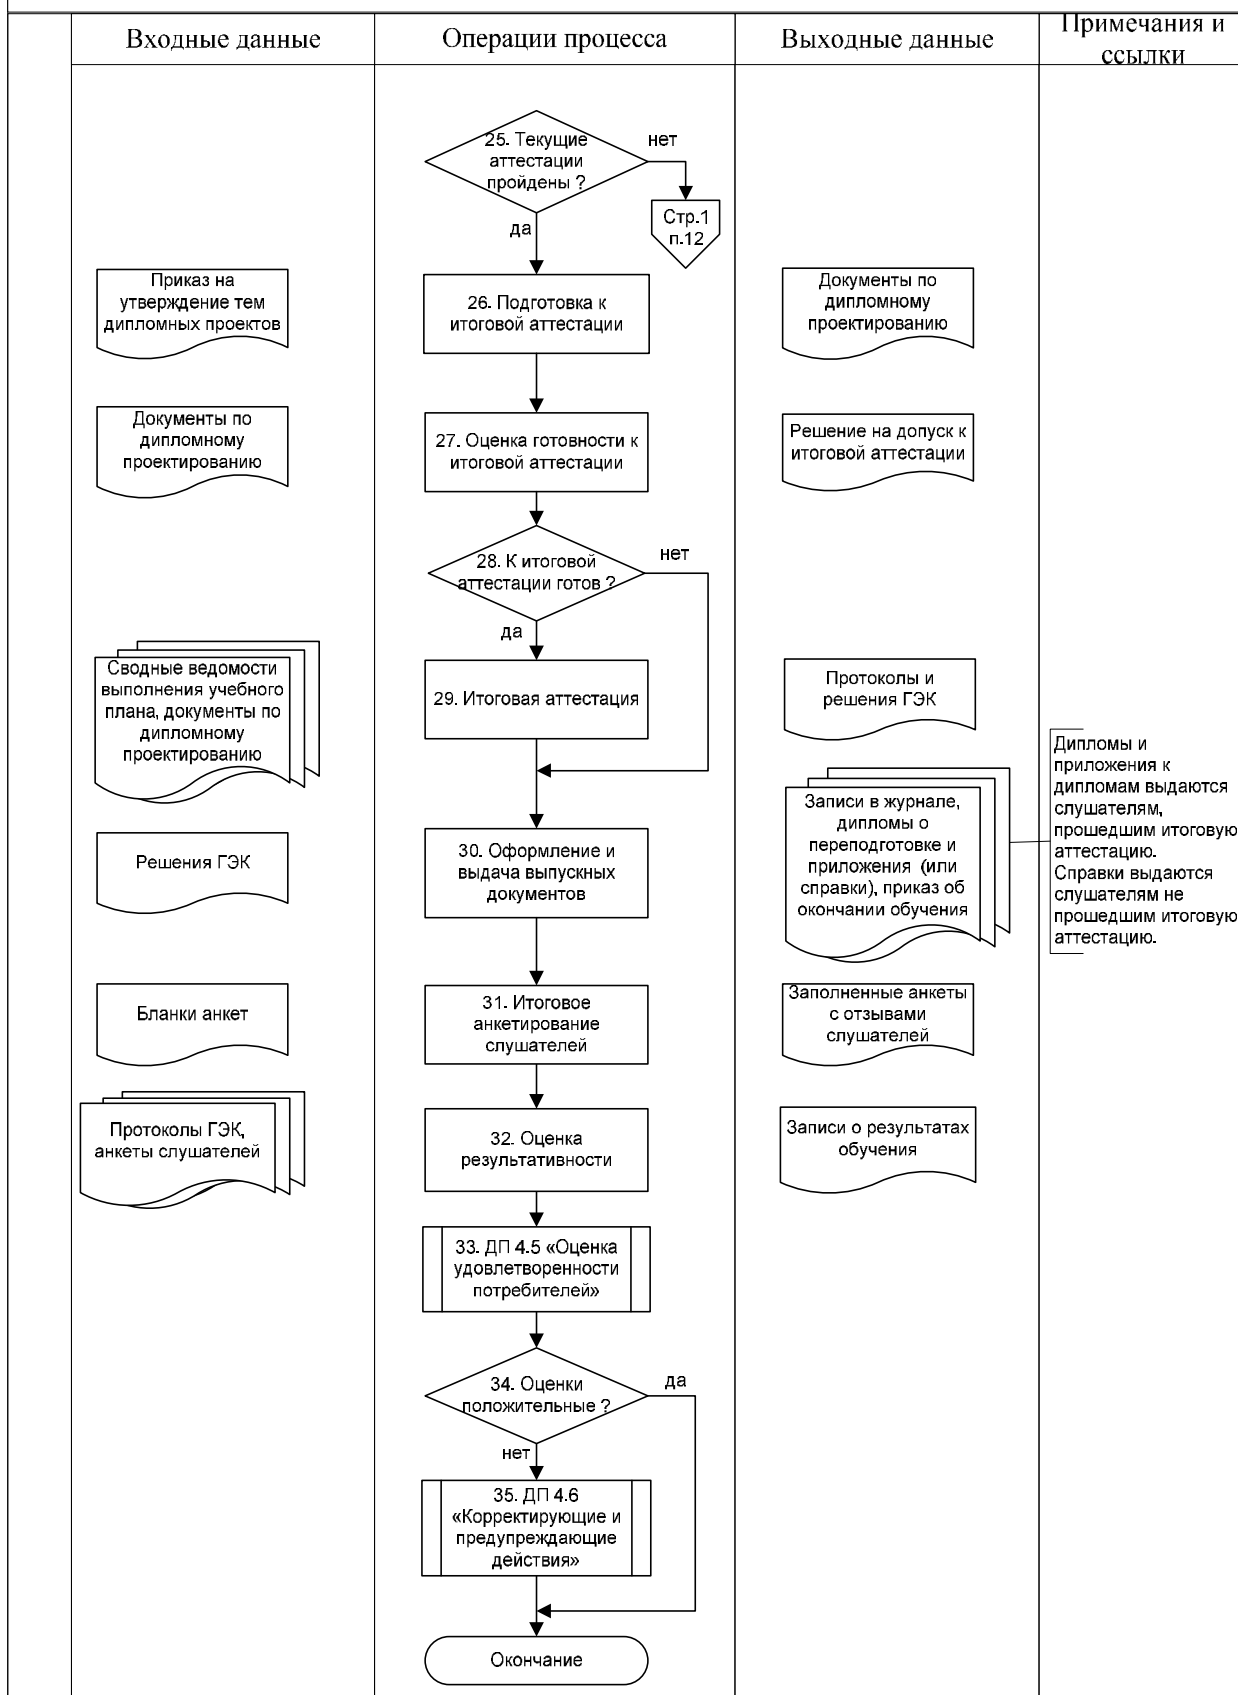 Входные данные
Операции процесса
Выходные данные
Примечания и
ссылки
25. Текущие
аттестации
пройдены ?
нет
Стр.1
п.12
да
Приказ на
утверждение тем
дипломных проектов
26. Подготовка к
итоговой аттестации
Документы по
дипломному
проектированию
Документы по
дипломному
проектированию
27. Оценка готовности к
итоговой аттестации
Решение на допуск к
итоговой аттестации
28. К итоговой
аттестации готов ?
нет
да
Сводные ведомости
выполнения учебного
плана, документы по
дипломному
проектированию
29. Итоговая аттестация
Протоколы и
решения ГЭК
Дипломы и
приложения к
дипломам выдаются
слушателям,
прошедшим итоговую
аттестацию.
Справки выдаются
слушателям не
прошедшим итоговую
аттестацию.
Решения ГЭК
30. Оформление и
выдача выпускных
документов
Записи в журнале,
дипломы о
переподготовке и
приложения (или
справки), приказ об
окончании обучения
Бланки анкет
31. Итоговое
анкетирование
слушателей
Заполненные анкеты
с отзывами
слушателей
Протоколы ГЭК,
анкеты слушателей
32. Оценка
результативности
Записи о результатах
обучения
33. ДП 4.5 «Оценка
удовлетворенности
потребителей»
34. Оценки
положительные ?
да
нет
35. ДП 4.6
«Корректирующие и
предупреждающие
действия»
Окончание